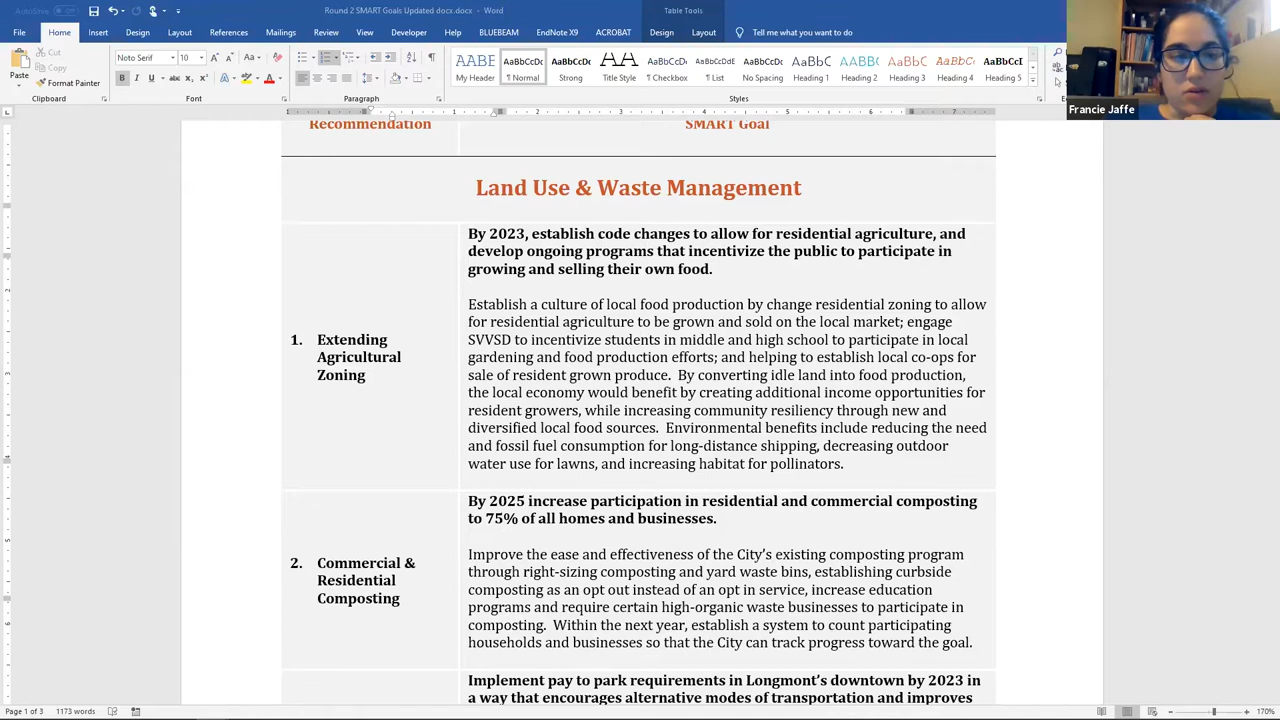 AutoSave
Round 2 SMART Goals Updated docx.docx - Word
Table Tools
File Home Insert Draw Design Layout References Mailings Review View Developer Help BLUEBEAM EndNote X9 ACROBAT Design Layout Tell me what you want to do
Paste
Cut
Copy
Format Painter
Noto Serif 10
Clipboard
Font
Paragraph
Styles
My Header
¶ Normal
Strong
Title Style
¶ Checkbox
¶ List
No Spacing
Heading 1
Heading 2
Heading 3
Heading 4
Heading 5
Francie Jaffe
Recommendation SMART Goal
Land Use & Waste Management
1. Extending
Agricultural
Zoning
By 2023, establish code changes to allow for residential agriculture, and
develop ongoing programs that incentivize the public to participate in
growing and selling their own food.
Establish a culture of local food production by change residential zoning to allow
for residential agriculture to be grown and sold on the local market; engage
SVVSD to incentivize students in middle and high school to participate in local
gardening and food production efforts; and helping to establish local co-ops for
sale of resident grown produce. By converting idle land into food production,
the local economy would benefit by creating additional income opportunities for
resident growers, while increasing community resiliency through new and
diversified local food sources. Environmental benefits include reducing the need
and fossil fuel consumption for long-distance shipping, decreasing outdoor
water use for lawns, and increasing habitat for pollinators.
2. Commercial &
Residential
Composting
By 2025 increase participation in residential and commercial composting
to 75% of all homes and businesses.
Improve the ease and effectiveness of the City's existing composting program
through right-sizing composting and yard waste bins, establishing curbside
composting as an opt out instead of an opt in service, increase education
programs and require certain high-organic waste businesses to participate in
composting. Within the next year, establish a system to count participating
households and businesses so that the City can track progress toward the goal.
Implement pay to park requirements in Longmont's downtown by 2023 in
a way that encourages alternative modes of transportation and improves
Page 1 of 3 1173 words
170%